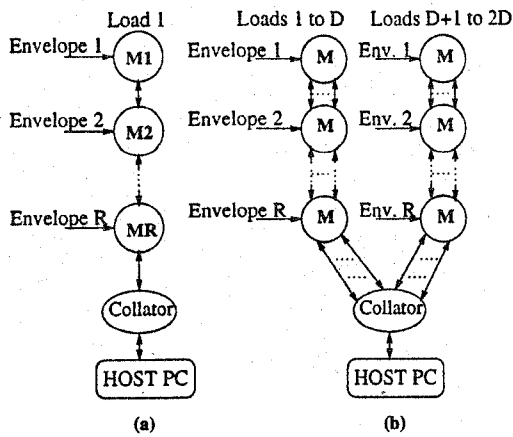 Load 1
Envelope 1
M1
Envelope 2
M2
Envelope R
MR
Collator
HOST PC
(a)
Loads 1 to D
Loads D+1 to 2D
Envelope 1
M
Env. 1
M
Envelope 2
M
Env. 2
M
Envelope R
M
Env. R
M
Collator
HOST PC
(b)